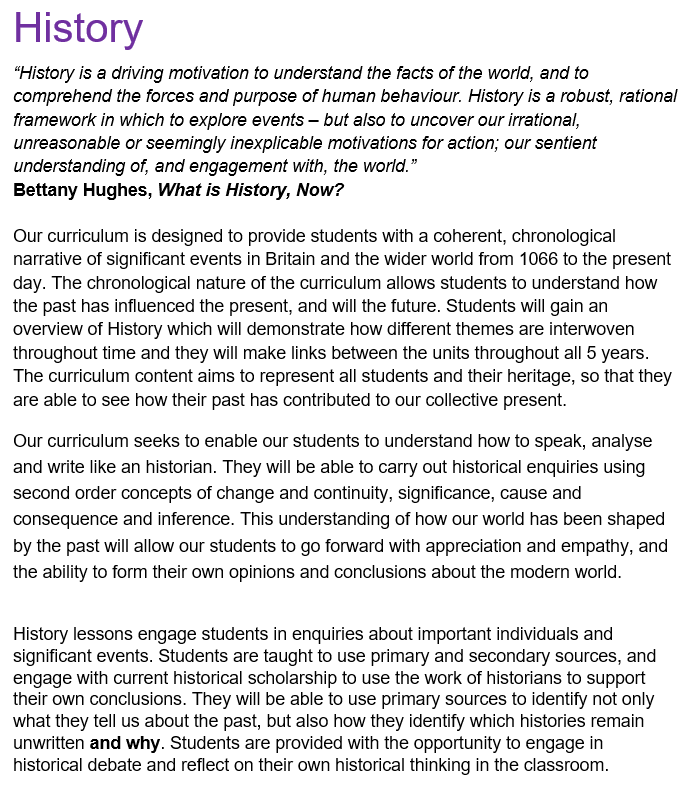 History
“History is a driving motivation to understand the facts of the world, and to
comprehend the forces and purpose of human behaviour. History is a robust, rational
framework in which to explore events – but also to uncover our irrational,
unreasonable or seemingly inexplicable motivations for action; our sentient
understanding of, and engagement with, the world.”
Bettany Hughes, What is History, Now?
Our curriculum is designed to provide students with a coherent, chronological
narrative of significant events in Britain and the wider world from 1066 to the present
day. The chronological nature of the curriculum allows students to understand how
the past has influenced the present, and will the future. Students will gain an
overview of History which will demonstrate how different themes are interwoven
throughout time and they will make links between the units throughout all 5 years.
The curriculum content aims to represent all students and their heritage, so that they
are able to see how their past has contributed to our collective present.
Our curriculum seeks to enable our students to understand how to speak, analyse
and write like an historian. They will be able to carry out historical enquiries using
second order concepts of change and continuity, significance, cause and
consequence and inference. This understanding of how our world has been shaped
by the past will allow our students to go forward with appreciation and empathy, and
the ability to form their own opinions and conclusions about the modern world.
History lessons engage students in enquiries about important individuals and
significant events. Students are taught to use primary and secondary sources, and
engage with current historical scholarship to use the work of historians to support
their own conclusions. They will be able to use primary sources to identify not only
what they tell us about the past, but also how they identify which histories remain
unwritten and why. Students are provided with the opportunity to engage in
historical debate and reflect on their own historical thinking in the classroom.